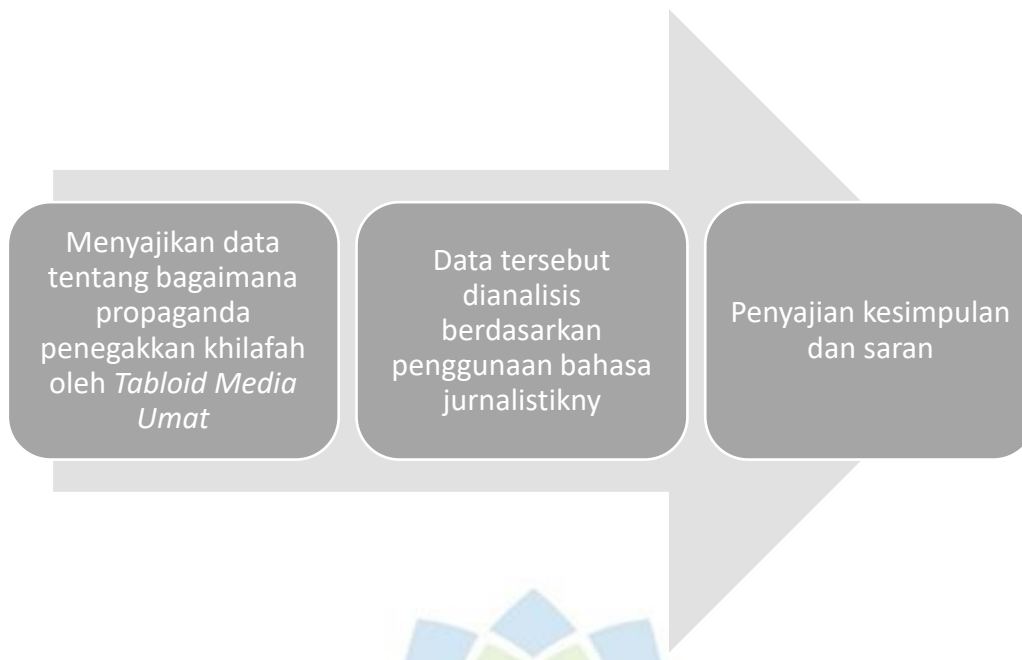 Menyajikan data
tentang bagaimana
propaganda
penegakkan khilafah
oleh Tabloid Media
Umat
Data tersebut
dianalisis
berdasarkan
penggunaan bahasa
jurnalistikny
Penyajian kesimpulan
dan saran